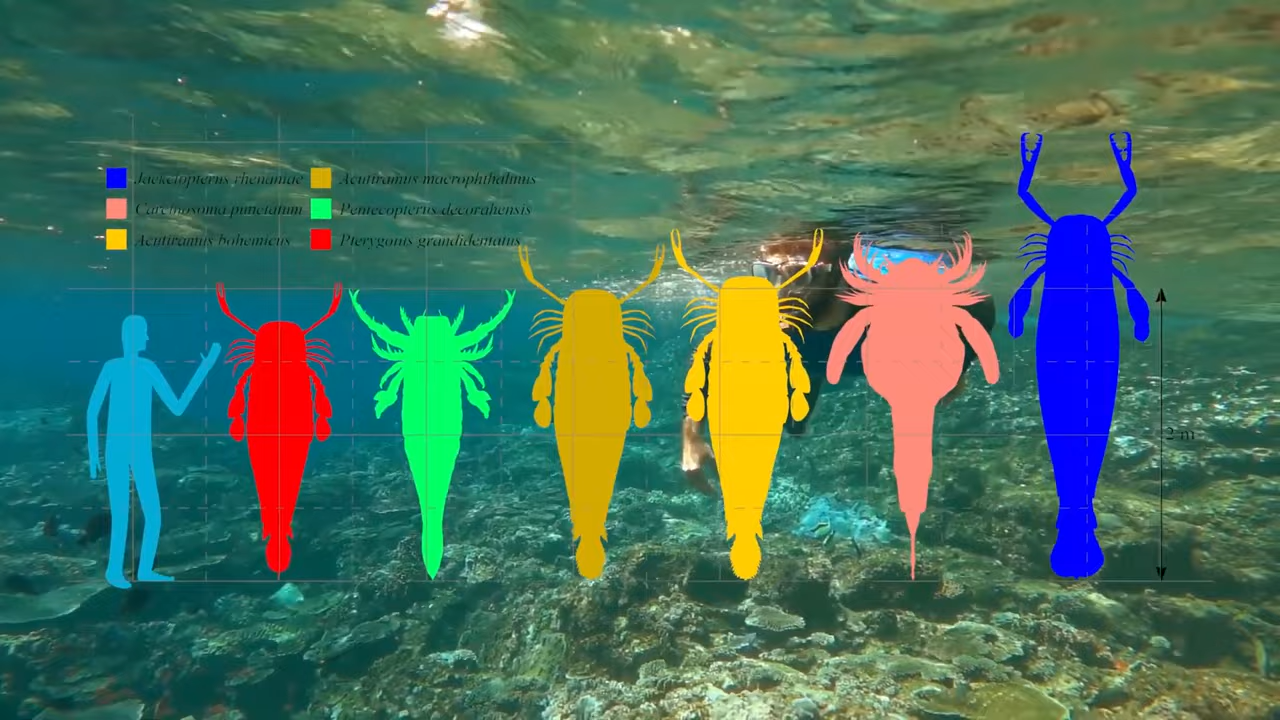 Jaekelopterus rhenaniae Acutiramus macrophthalmus
Carcinosoma punctatum Pentecopterus decorahensis
Acutiramus bohemicus Pterygotus grandidentatus
2 m